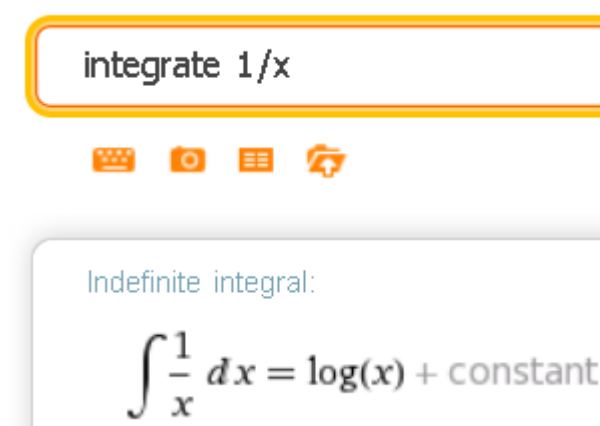 integrate 1/x
Indefinite integral:
∫ 1/x dx = log(x) + constant